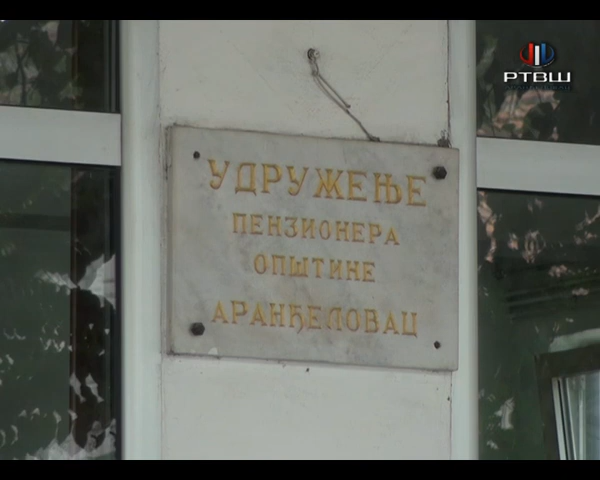 РТВШ
УДРУЖЕЊЕ
ПЕНЗИОНЕРА
ОПШТИНЕ
АРАНЂЕЛОВАЦ